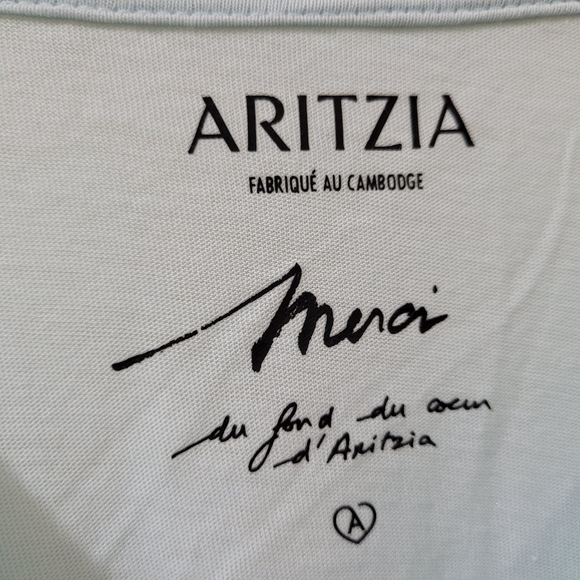 ARITZIA
FABRIQUÉ AU CAMBODGE
Merci
du fond du coeur
d'Aritzia
A